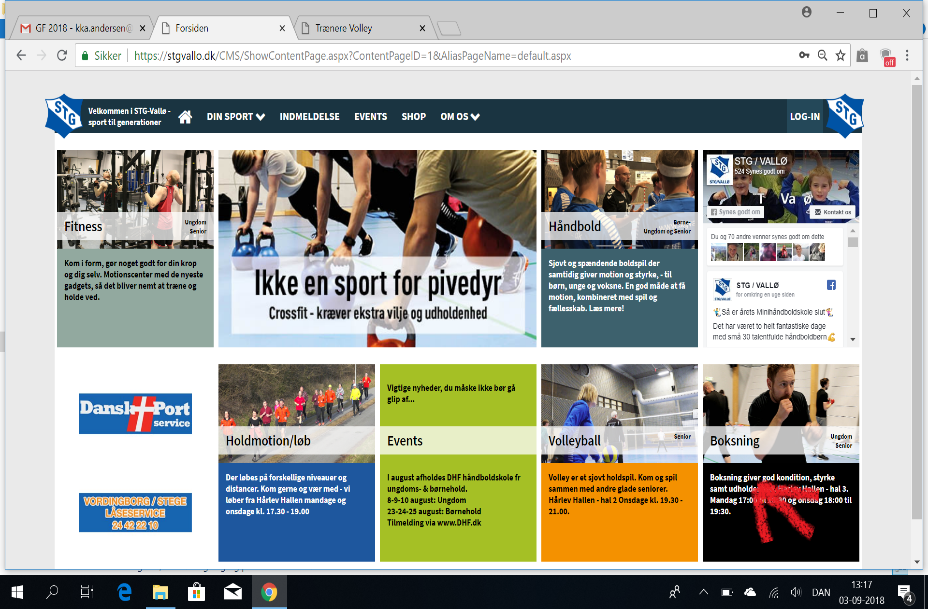 GF 2018 - kka.andersen@
Forsiden
Trænere Volley
Sikker
https://stgvallo.dk/CMS/ShowContentPage.aspx?ContentPageID=1&AliasPageName=default.aspx
off
STG
Velkommen i STG-Vallø -
sport til generationer
DIN SPORT
INDMELDELSE
EVENTS
SHOP
OM OS
LOG-IN
STG
Fitness
Ungdom
Senior
Kom i form, gør noget godt for din krop
og dig selv. Motionscenter med de nyeste
gadgets, så det bliver nemt at træne og
holde ved.
Ikke en sport for pivedyr
Crossfit - kræver ekstra vilje og udholdenhed
Håndbold
Børne-
Ungdom og Senior
Sjovt og spændende boldspil der
samtidig giver motion og styrke, - til
børn, unge og voksne. En god måde at få
motion, kombineret med spil og
fællesskab. Læs mere!
STG / VALLØ
524 Synes godt om
T Va ø
Synes godt om
Kontakt os
Du og 70 andre venner synes godt om dette
STG / VALLØ
for omkring en uge siden
Så er årets Minihåndboldskole slut
Det har været to helt fantastiske dage
med små 30 talentfulde håndboldbørn
Dansk Port
service
VORDINGBORG / STEGE
LÅSESERVICE
24 42 22 10
Holdmotion/løb
Der løbes på forskellige niveauer og
distancer. Kom gerne og vær med - vi
løber fra Hårlev Hallen mandage og
onsdage kl. 17.30 - 19.00
Vigtige nyheder, du måske ikke bør gå
glip af...
Events
I august afholdes DHF håndboldskole fr
ungdoms- & børnehold.
8-9-10 august: Ungdom
23-24-25 august: Børnehold
Tilmelding via www.DHF.dk
Volleyball
Senior
Volley er et sjovt holdspil. Kom og spil
sammen med andre glade seniorer.
Hårlev Hallen - hal 2 Onsdage kl. 19.30 -
21.00.
Boksning
Ungdom
Senior
Boksning giver god kondition, styrke
samt Hallen - hal 3.
Mandag 17:00 og onsdag 18:00 til
19:30.
DAN
13:17
03-09-2018
4